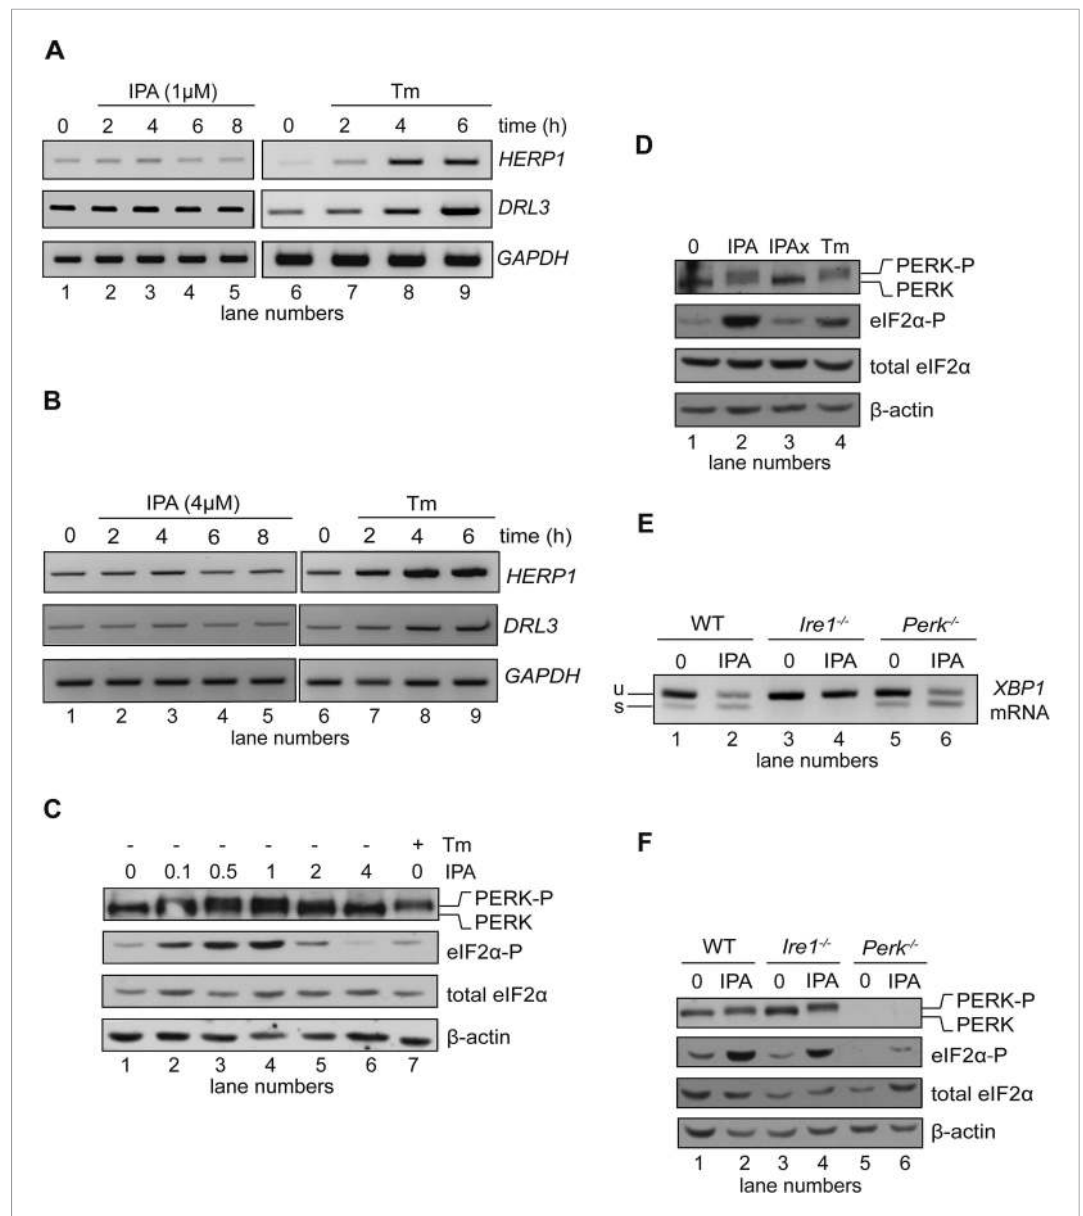 A
IPA (1μM) Tm
0 2 4 6 8 0 2 4 6 time (h)
HERP1
DRL3
GAPDH
1 2 3 4 5 6 7 8 9
lane numbers
B
IPA (4μM) Tm
0 2 4 6 8 0 2 4 6 time (h)
HERP1
DRL3
GAPDH
1 2 3 4 5 6 7 8 9
lane numbers
C
- - - - - - + Tm
0 0.1 0.5 1 2 4 0 IPA
PERK-P
PERK
eIF2α-P
total eIF2α
β-actin
1 2 3 4 5 6 7
lane numbers
D
0 IPA IPAx Tm
PERK-P
PERK
eIF2α-P
total eIF2α
β-actin
1 2 3 4
lane numbers
E
WT Ire1-/- Perk-/-
0 IPA 0 IPA 0 IPA
u
s
XBP1
mRNA
1 2 3 4 5 6
lane numbers
F
WT Ire1-/- Perk-/-
0 IPA 0 IPA 0 IPA
PERK-P
PERK
eIF2α-P
total eIF2α
β-actin
1 2 3 4 5 6
lane numbers